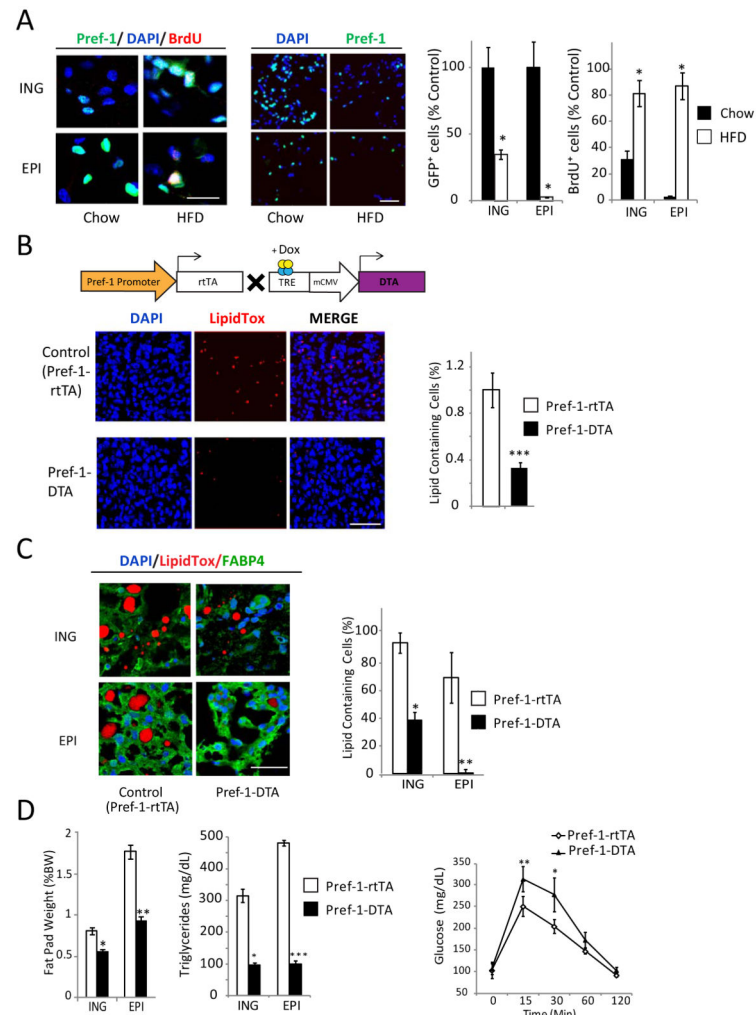 A
Pref-1/ DAPI/ BrdU
DAPI Pref-1
ING
EPI
Chow HFD
Chow HFD
GFP+ cells (% Control)
100
50
0
* *
ING EPI
BrdU+ cells (% Control)
100
80
60
40
20
0
* *
ING EPI
Chow
HFD
B
+ Dox
Pref-1 Promoter rtTA TRE mCMV DTA
DAPI LipidTox MERGE
Control
(Pref-1-
rtTA)
Pref-1-
DTA
Lipid Containing Cells (%)
1.2
0.8
0.4
0
***
Pref-1-rtTA
Pref-1-DTA
C
DAPI/LipidTox/FABP4
ING
EPI
Control
(Pref-1-rtTA)
Pref-1-DTA
Lipid Containing Cells (%)
100
80
60
40
20
0
* **
ING EPI
Pref-1-rtTA
Pref-1-DTA
D
Fat Pad Weight (%BW)
2
1.5
1
0.5
0
* **
ING EPI
Triglycerides (mg/dL)
500
400
300
200
100
0
* ***
ING EPI
Pref-1-rtTA
Pref-1-DTA
Pref-1-rtTA
Pref-1-DTA
Glucose (mg/dL)
350
300
250
200
150
100
50
** *
0 15 30 60 120
Time (Min)